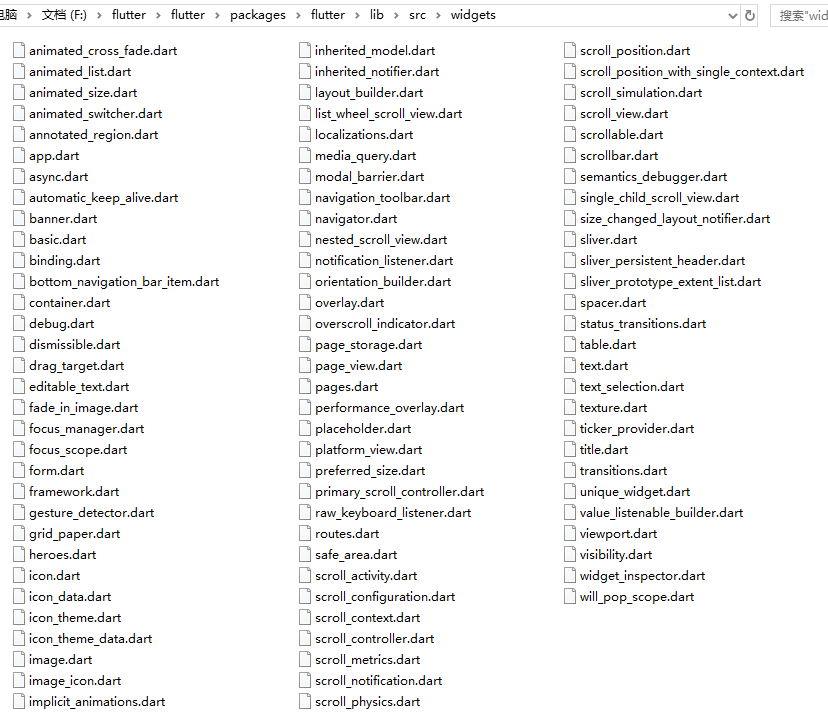 电脑 › 文档 (F:) › flutter › flutter › packages › flutter › lib › src › widgets
搜索"wid
animated_cross_fade.dart
animated_list.dart
animated_size.dart
animated_switcher.dart
annotated_region.dart
app.dart
async.dart
automatic_keep_alive.dart
banner.dart
basic.dart
binding.dart
bottom_navigation_bar_item.dart
container.dart
debug.dart
dismissible.dart
drag_target.dart
editable_text.dart
fade_in_image.dart
focus_manager.dart
focus_scope.dart
form.dart
framework.dart
gesture_detector.dart
grid_paper.dart
heroes.dart
icon.dart
icon_data.dart
icon_theme.dart
icon_theme_data.dart
image.dart
image_icon.dart
implicit_animations.dart
inherited_model.dart
inherited_notifier.dart
layout_builder.dart
list_wheel_scroll_view.dart
localizations.dart
media_query.dart
modal_barrier.dart
navigation_toolbar.dart
navigator.dart
nested_scroll_view.dart
notification_listener.dart
orientation_builder.dart
overlay.dart
overscroll_indicator.dart
page_storage.dart
page_view.dart
pages.dart
performance_overlay.dart
placeholder.dart
platform_view.dart
preferred_size.dart
primary_scroll_controller.dart
raw_keyboard_listener.dart
routes.dart
safe_area.dart
scroll_activity.dart
scroll_configuration.dart
scroll_context.dart
scroll_controller.dart
scroll_metrics.dart
scroll_notification.dart
scroll_physics.dart
scroll_position.dart
scroll_position_with_single_context.dart
scroll_simulation.dart
scroll_view.dart
scrollable.dart
scrollbar.dart
semantics_debugger.dart
single_child_scroll_view.dart
size_changed_layout_notifier.dart
sliver.dart
sliver_persistent_header.dart
sliver_prototype_extent_list.dart
spacer.dart
status_transitions.dart
table.dart
text.dart
text_selection.dart
texture.dart
ticker_provider.dart
title.dart
transitions.dart
unique_widget.dart
value_listenable_builder.dart
viewport.dart
visibility.dart
widget_inspector.dart
will_pop_scope.dart